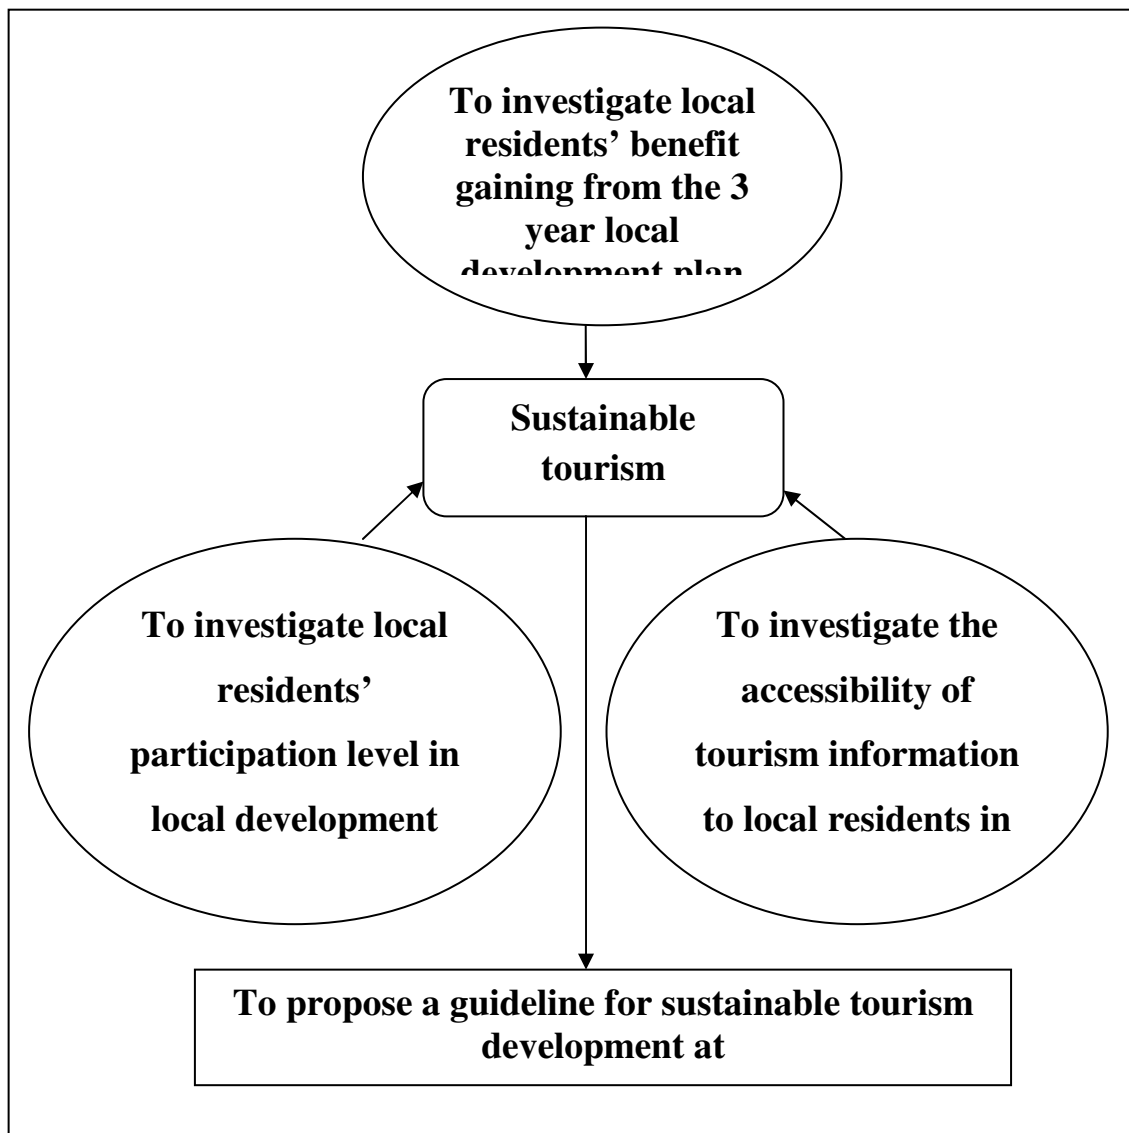 To investigate local
residents’ benefit
gaining from the 3
year local
development plan
Sustainable
tourism
To investigate local
residents’
participation level in
local development
To investigate the
accessibility of
tourism information
to local residents in
To propose a guideline for sustainable tourism
development at